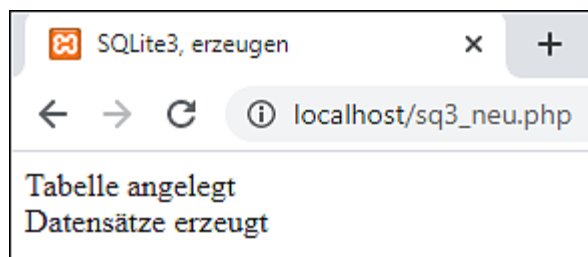 SQLite3, erzeugen
localhost/sq3_neu.php
Tabelle angelegt
Datensätze erzeugt